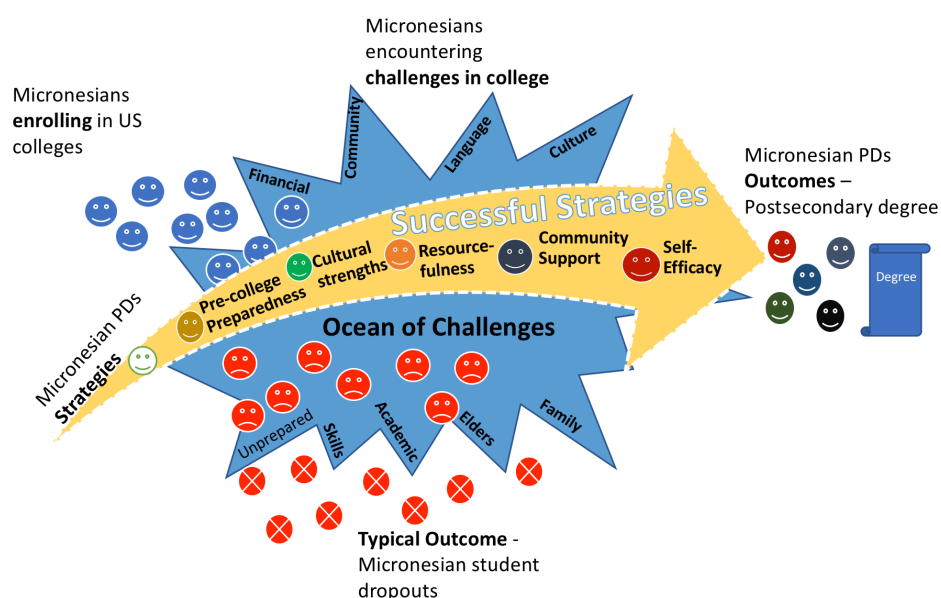 Micronesians
encountering
challenges in college
Micronesians
enrolling in US
colleges
Financial
Community
Language
Culture
Micronesian PDs
Outcomes –
Postsecondary degree
Degree
Successful Strategies
Micronesian PDs
Strategies
Pre-college
Preparedness
Cultural
strengths
Resource-
fulness
Community
Support
Self-
Efficacy
Ocean of Challenges
Unprepared
Skills
Academic
Elders
Family
Typical Outcome -
Micronesian student
dropouts